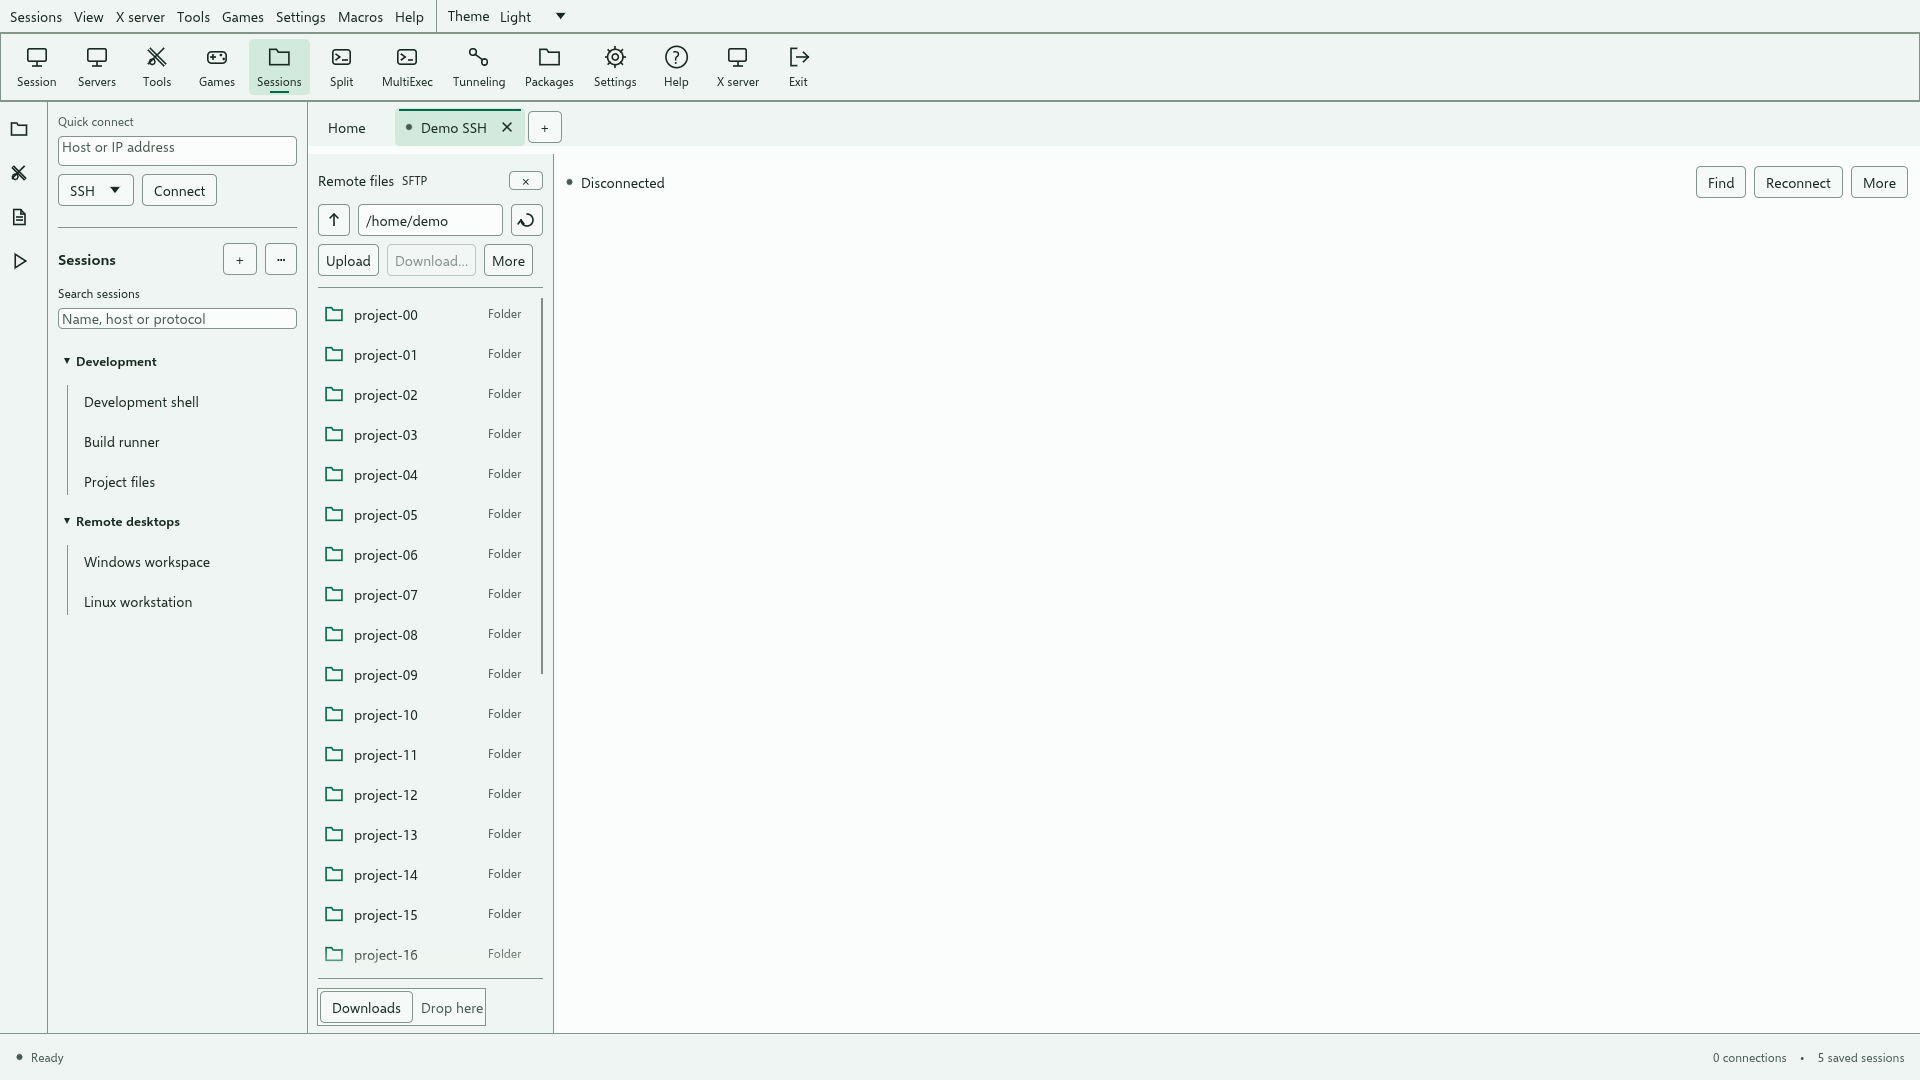 Sessions View X server Tools Games Settings Macros Help Theme Light
Session Servers Tools Games Sessions Split MultiExec Tunneling Packages Settings Help X server Exit
Quick connect
Host or IP address
SSH Connect
Sessions + ...
Search sessions
Name, host or protocol
Development
Development shell
Build runner
Project files
Remote desktops
Windows workspace
Linux workstation
Home Demo SSH +
Remote files SFTP
/home/demo
Upload Download... More
project-00 Folder
project-01 Folder
project-02 Folder
project-03 Folder
project-04 Folder
project-05 Folder
project-06 Folder
project-07 Folder
project-08 Folder
project-09 Folder
project-10 Folder
project-11 Folder
project-12 Folder
project-13 Folder
project-14 Folder
project-15 Folder
project-16 Folder
Downloads Drop here
Disconnected Find Reconnect More
Ready 0 connections • 5 saved sessions